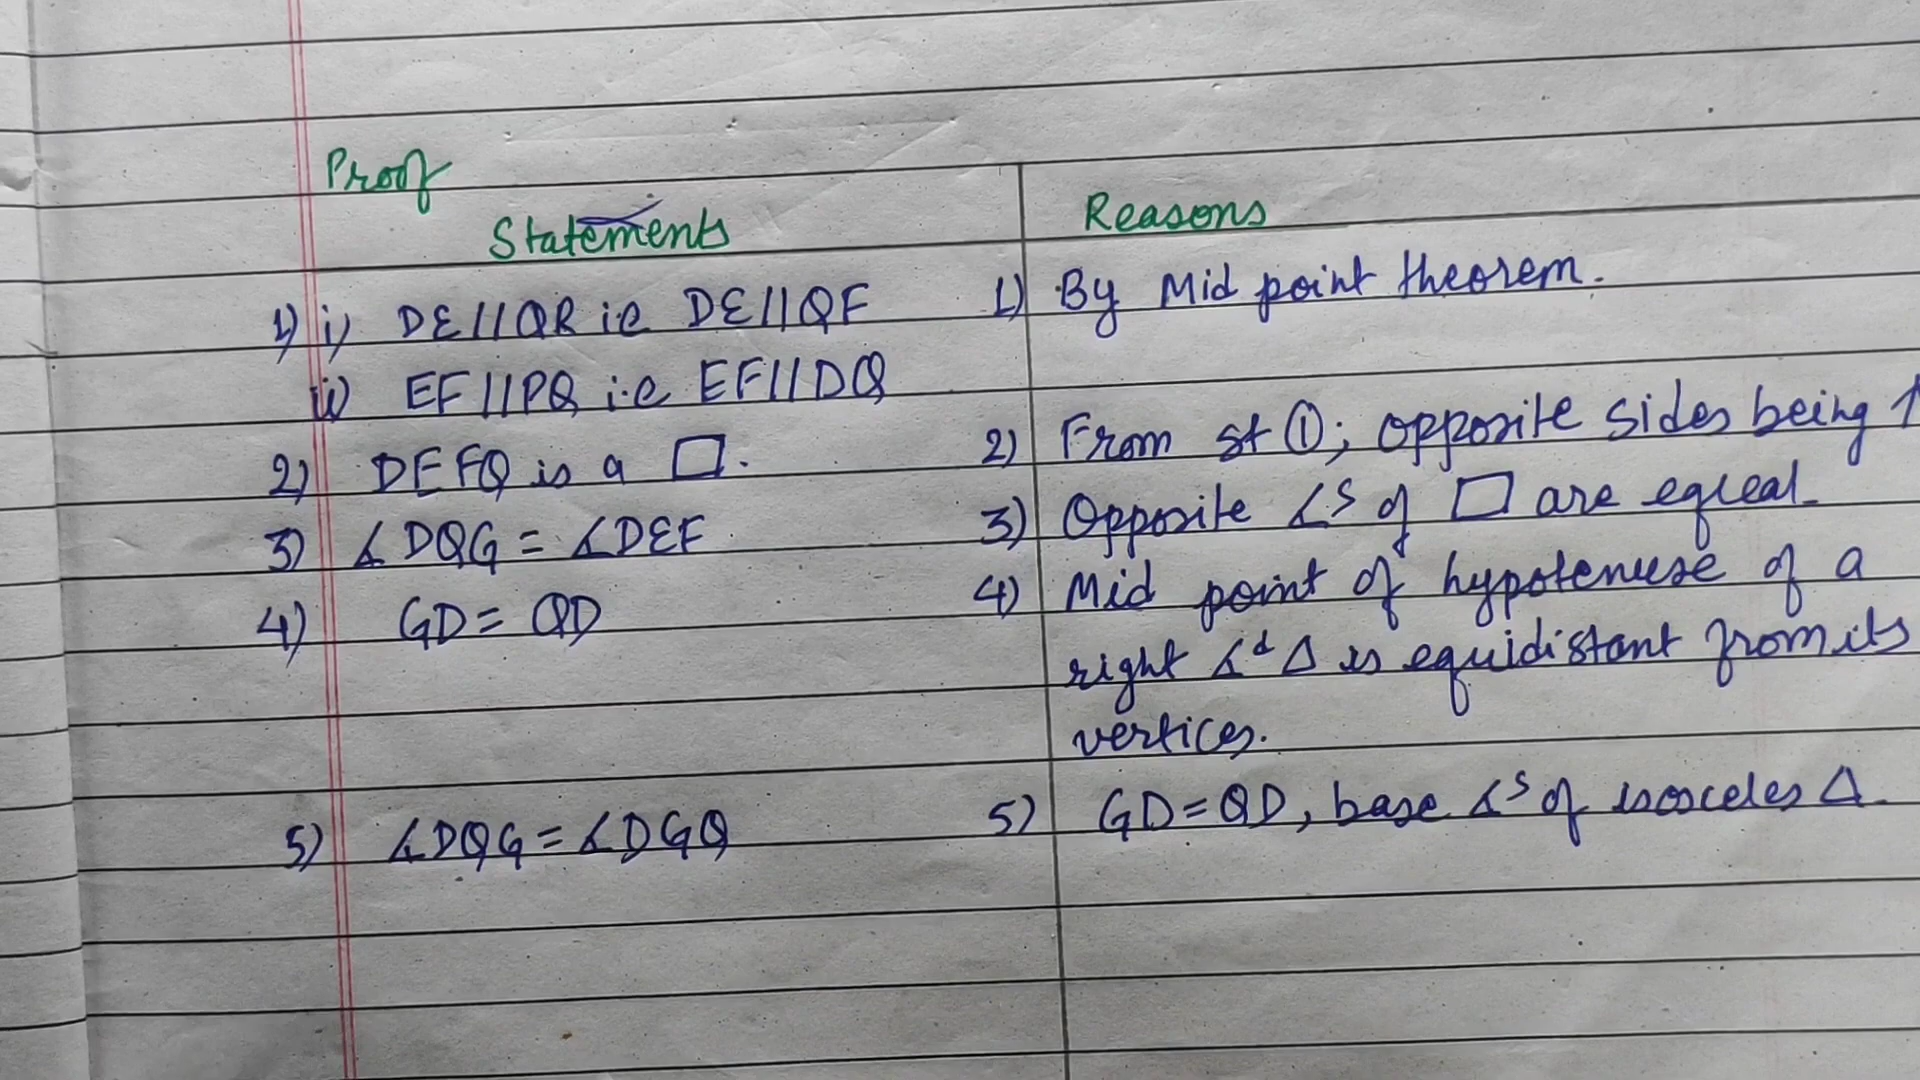 Proof
Statements Reasons
1) i) DE//QR ie DE//QF 1) By Mid point theorem.
ii) EF//PQ i.e EF//DQ
2) DEFQ is a ▱. 2) From st ①; opposite sides being
3) ∠DQG = ∠DEF 3) Opposite ∠s of ▱ are equal
4) GD = QD 4) Mid point of hypotenuse of a
right ∠d Δ is equidistant from its
vertices.
5) ∠DQG = ∠DGQ 5) GD = QD, base ∠s of isosceles Δ.